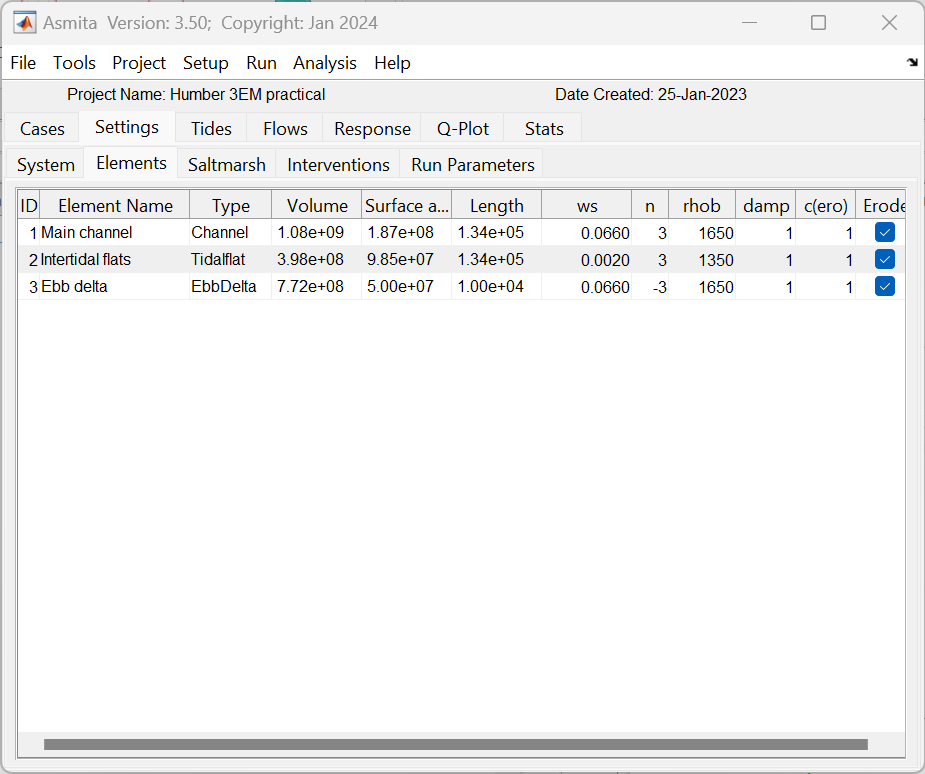 Asmita Version: 3.50; Copyright: Jan 2024
File Tools Project Setup Run Analysis Help
Project Name: Humber 3EM practical Date Created: 25-Jan-2023
Cases Settings Tides Flows Response Q-Plot Stats
System Elements Saltmarsh Interventions Run Parameters
ID Element Name Type Volume Surface a... Length ws n rhob damp c(ero) Erode
1 Main channel Channel 1.08e+09 1.87e+08 1.34e+05 0.0660 3 1650 1 1
2 Intertidal flats Tidalflat 3.98e+08 9.85e+07 1.34e+05 0.0020 3 1350 1 1
3 Ebb delta EbbDelta 7.72e+08 5.00e+07 1.00e+04 0.0660 -3 1650 1 1